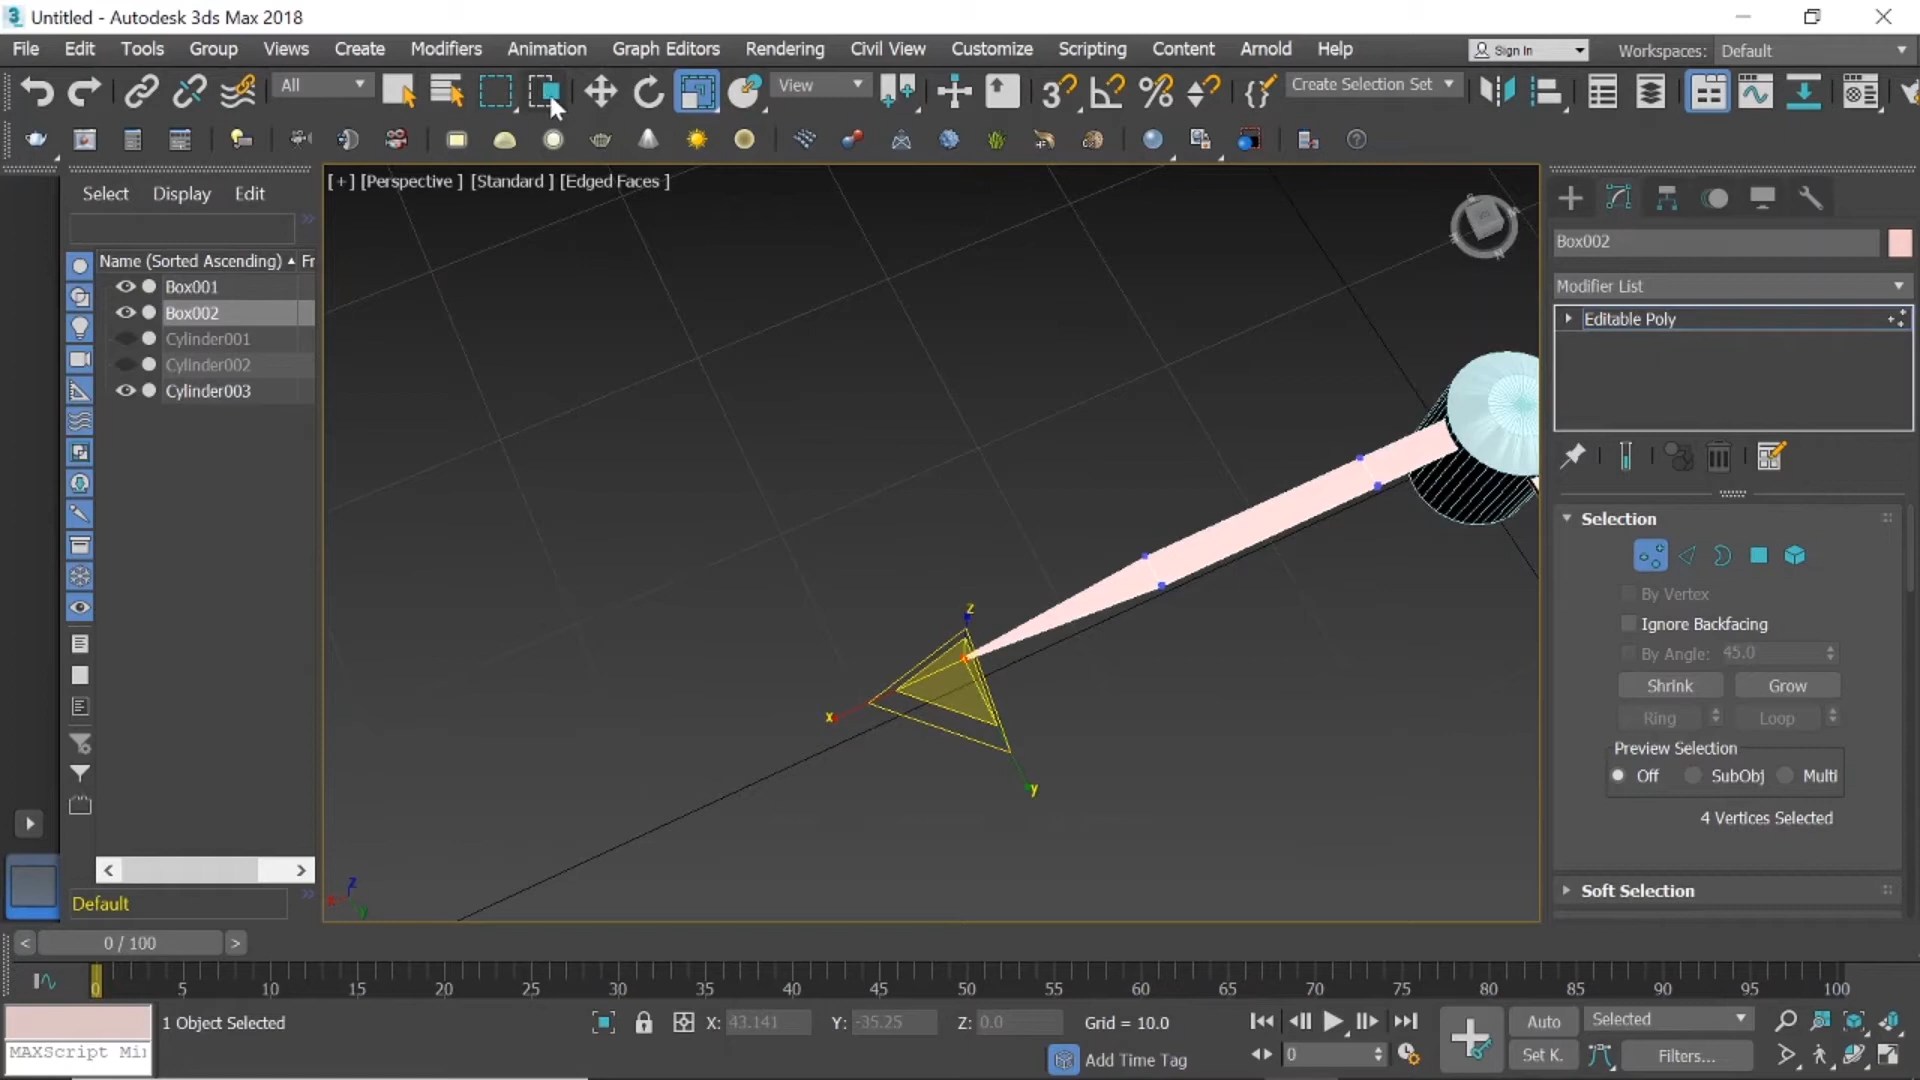 Untitled - Autodesk 3ds Max 2018
File Edit Tools Group Views Create Modifiers Animation Graph Editors Rendering Civil View Customize Scripting Content Arnold Help Sign In Workspaces: Default
All View 3 Create Selection Set
Select Display Edit
[+] [Perspective ] [Standard ] [Edged Faces ]
Name (Sorted Ascending) Fr
Box001
Box002
Cylinder001
Cylinder002
Cylinder003
Box002
Modifier List
Editable Poly
Selection
By Vertex
Ignore Backfacing
By Angle: 45.0
Shrink Grow
Ring Loop
Preview Selection
Off SubObj Multi
4 Vertices Selected
Soft Selection
z
x
y
z
Default
< 0 / 100 >
0 5 10 15 20 25 30 35 40 45 50 55 60 65 70 75 80 85 90 95 100
1 Object Selected X: 43.141 Y: -35.25 Z: 0.0 Grid = 10.0 Auto Selected
MAXScript Mi Add Time Tag 0 Set K. Filters...